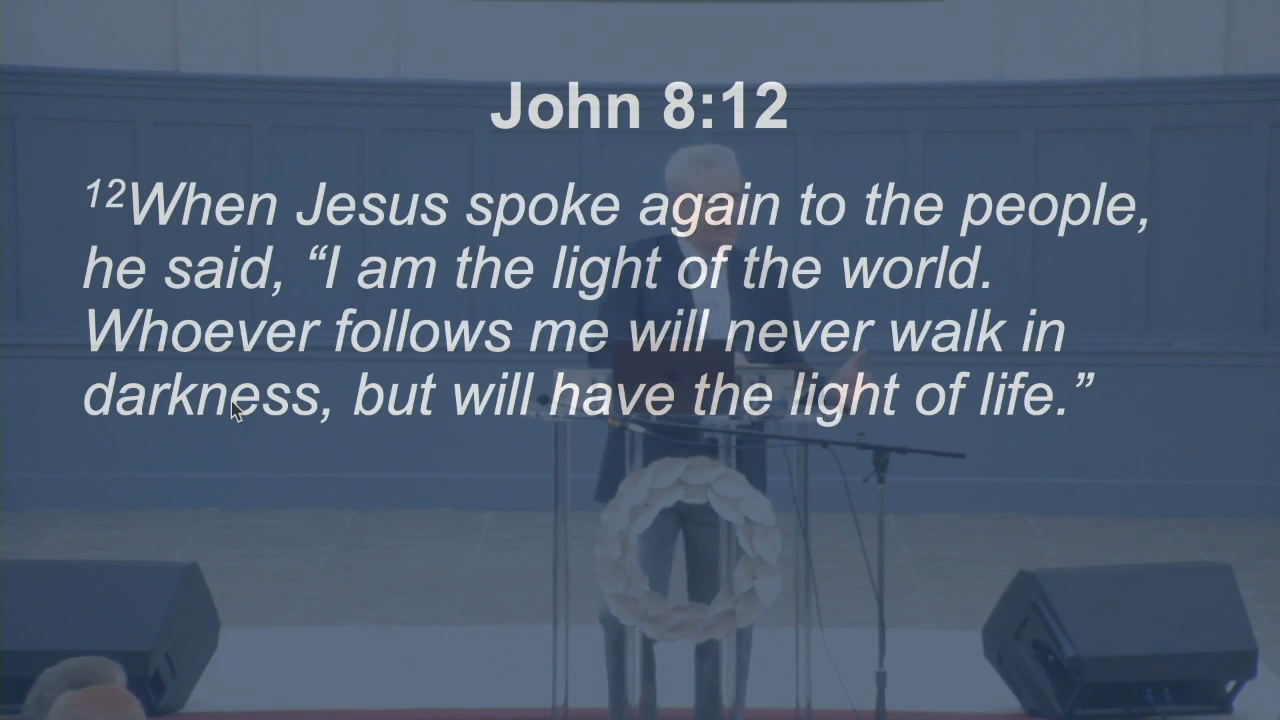 John 8:12
¹²When Jesus spoke again to the people,
he said, “I am the light of the world.
Whoever follows me will never walk in
darkness, but will have the light of life.”